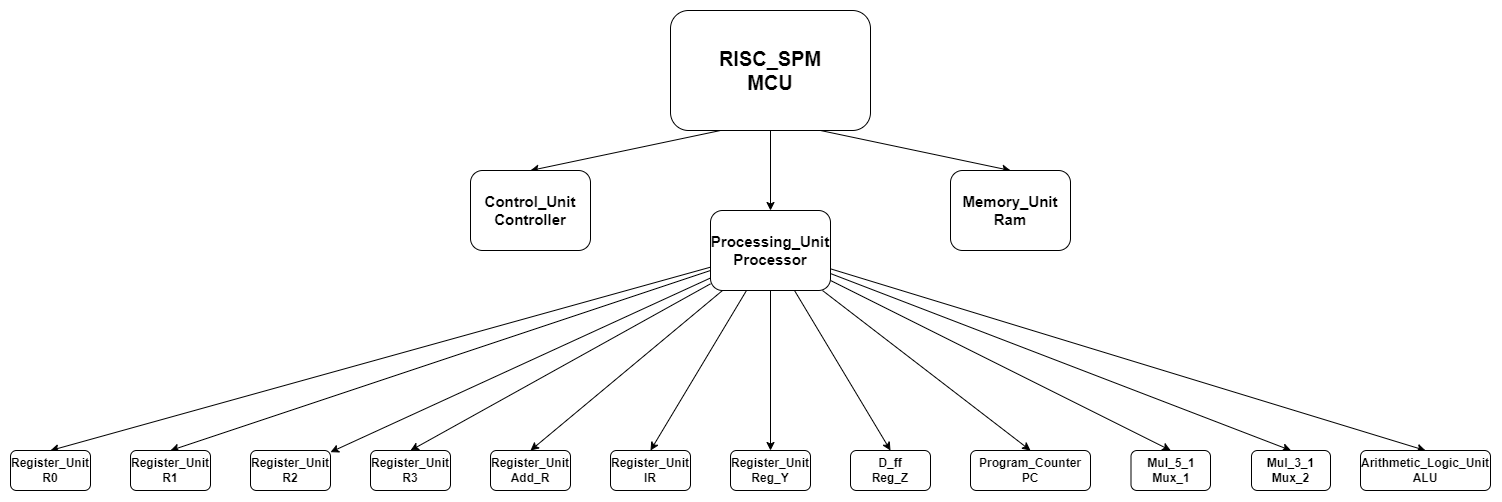 RISC_SPM
MCU
Control_Unit
Controller
Memory_Unit
Ram
Processing_Unit
Processor
Register_Unit
R0
Register_Unit
R1
Register_Unit
R2
Register_Unit
R3
Register_Unit
Add_R
Register_Unit
IR
Register_Unit
Reg_Y
D_ff
Reg_Z
Program_Counter
PC
Mul_5_1
Mux_1
Mul_3_1
Mux_2
Arithmetic_Logic_Unit
ALU